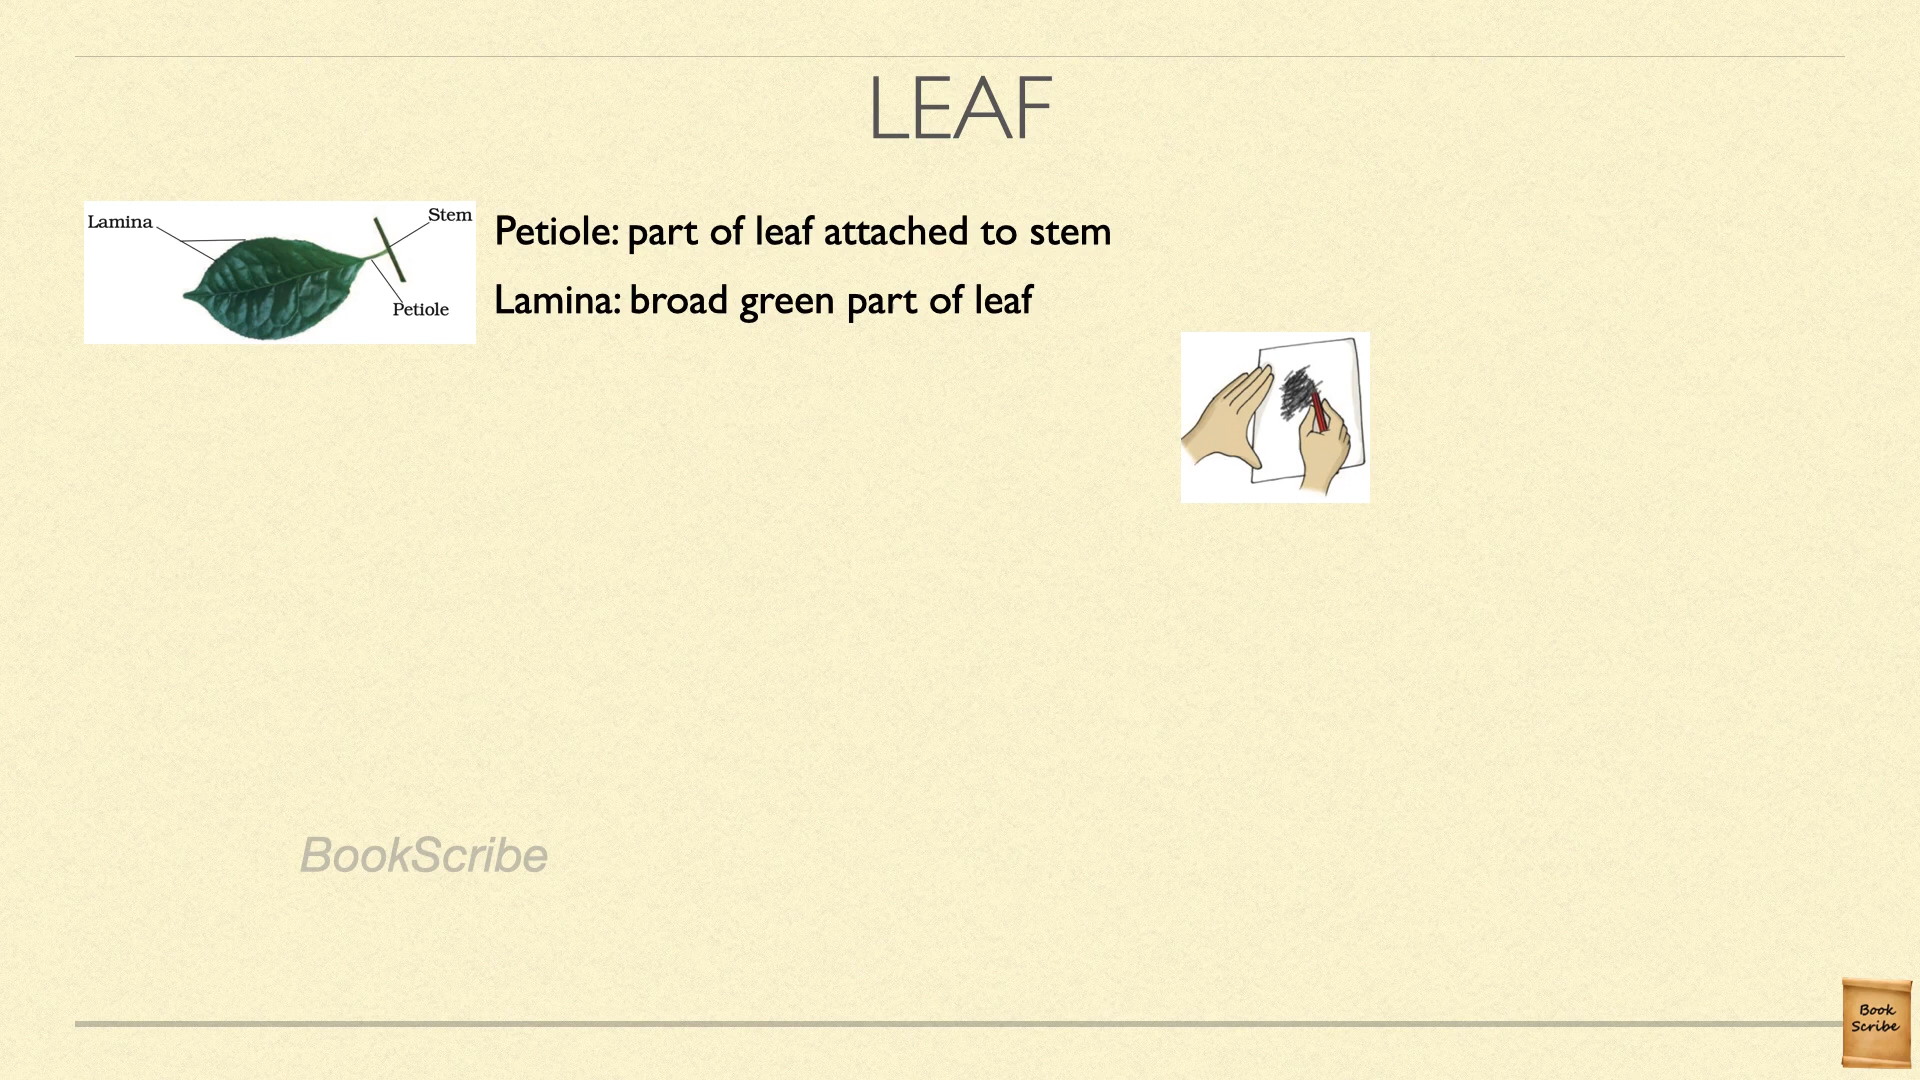 LEAF
Lamina
Stem
Petiole
Petiole: part of leaf attached to stem
Lamina: broad green part of leaf
BookScribe
Book
Scribe